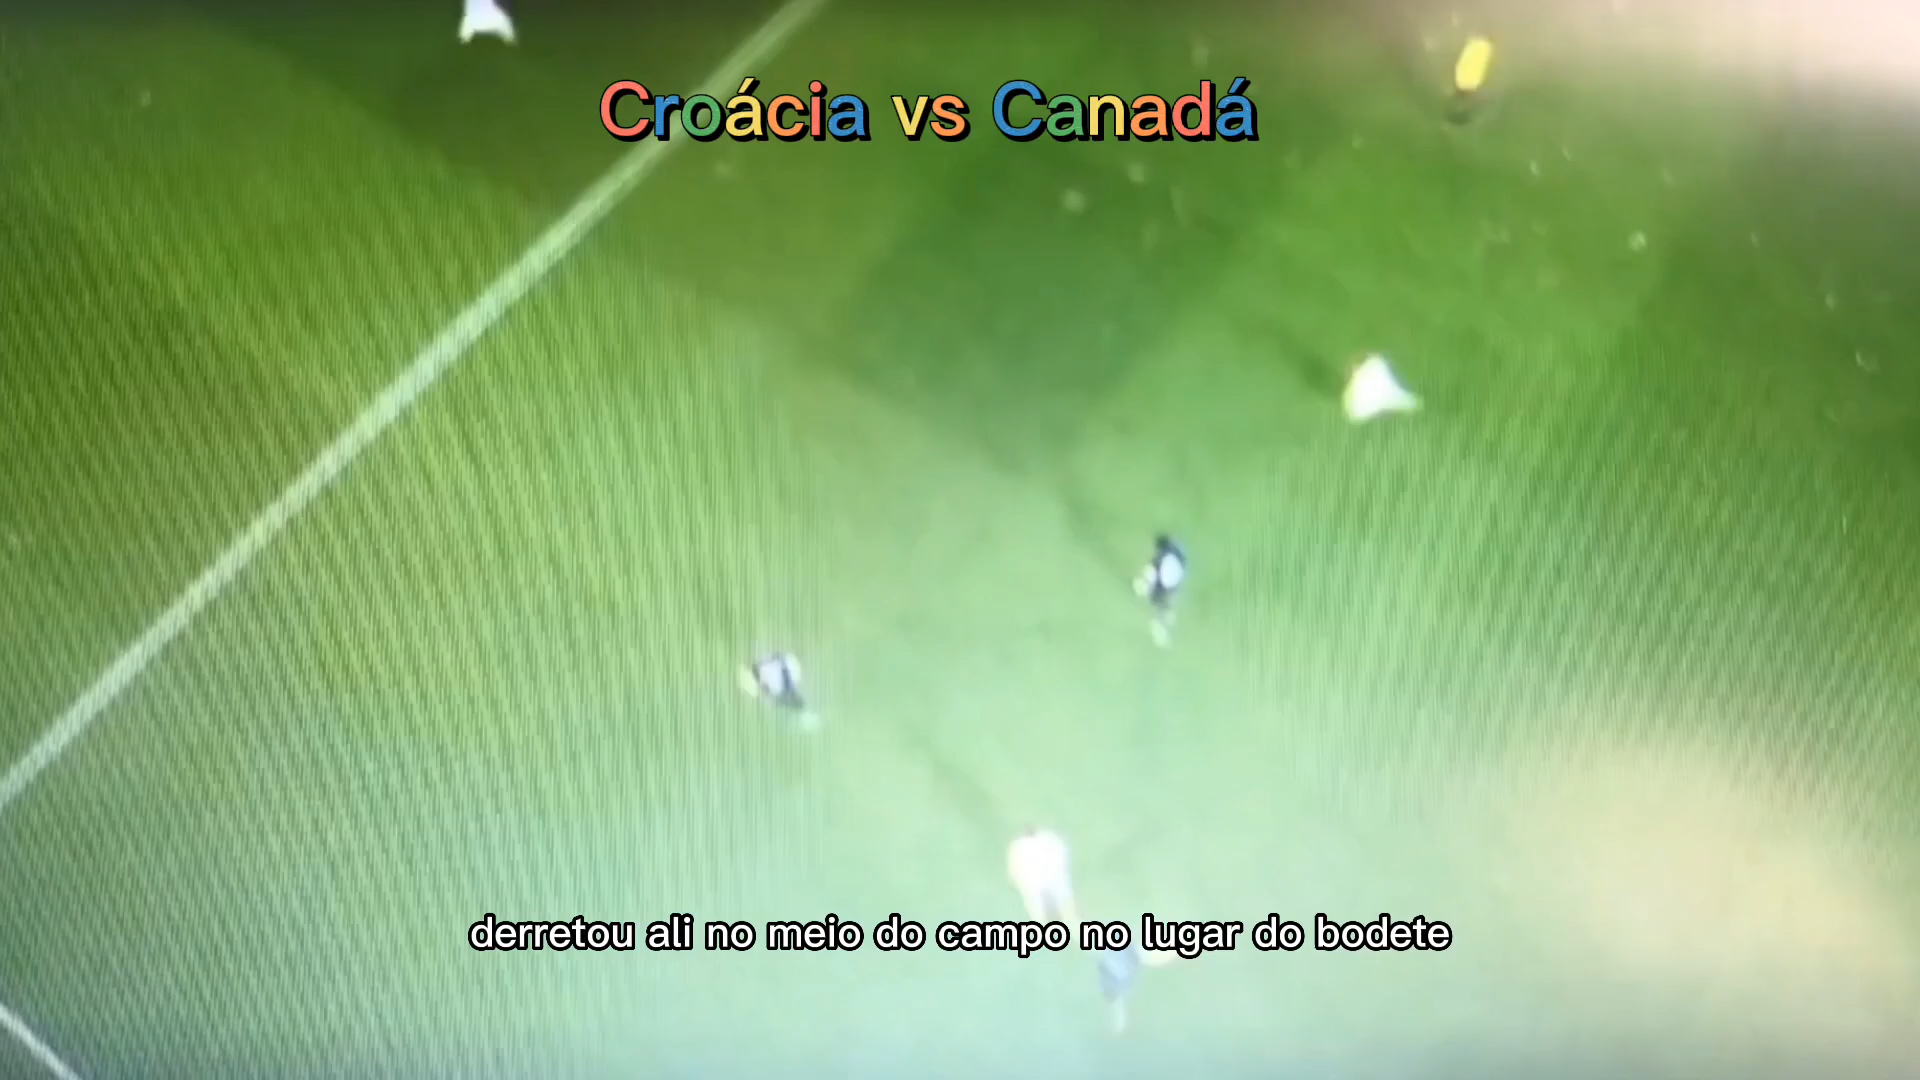 Croácia vs Canadá
derretou ali no meio do campo no lugar do bodete